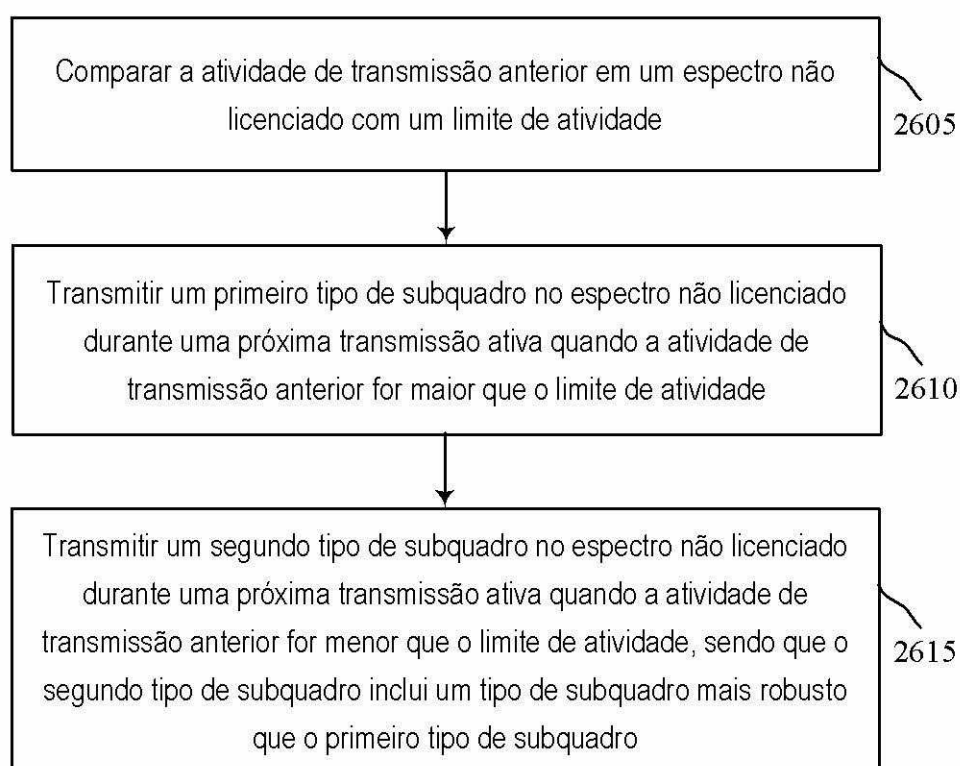 Comparar a atividade de transmissão anterior em um espectro não
licenciado com um limite de atividade
2605
Transmitir um primeiro tipo de subquadro no espectro não licenciado
durante uma próxima transmissão ativa quando a atividade de
transmissão anterior for maior que o limite de atividade
2610
Transmitir um segundo tipo de subquadro no espectro não licenciado
durante uma próxima transmissão ativa quando a atividade de
transmissão anterior for menor que o limite de atividade, sendo que o
segundo tipo de subquadro inclui um tipo de subquadro mais robusto
que o primeiro tipo de subquadro
2615